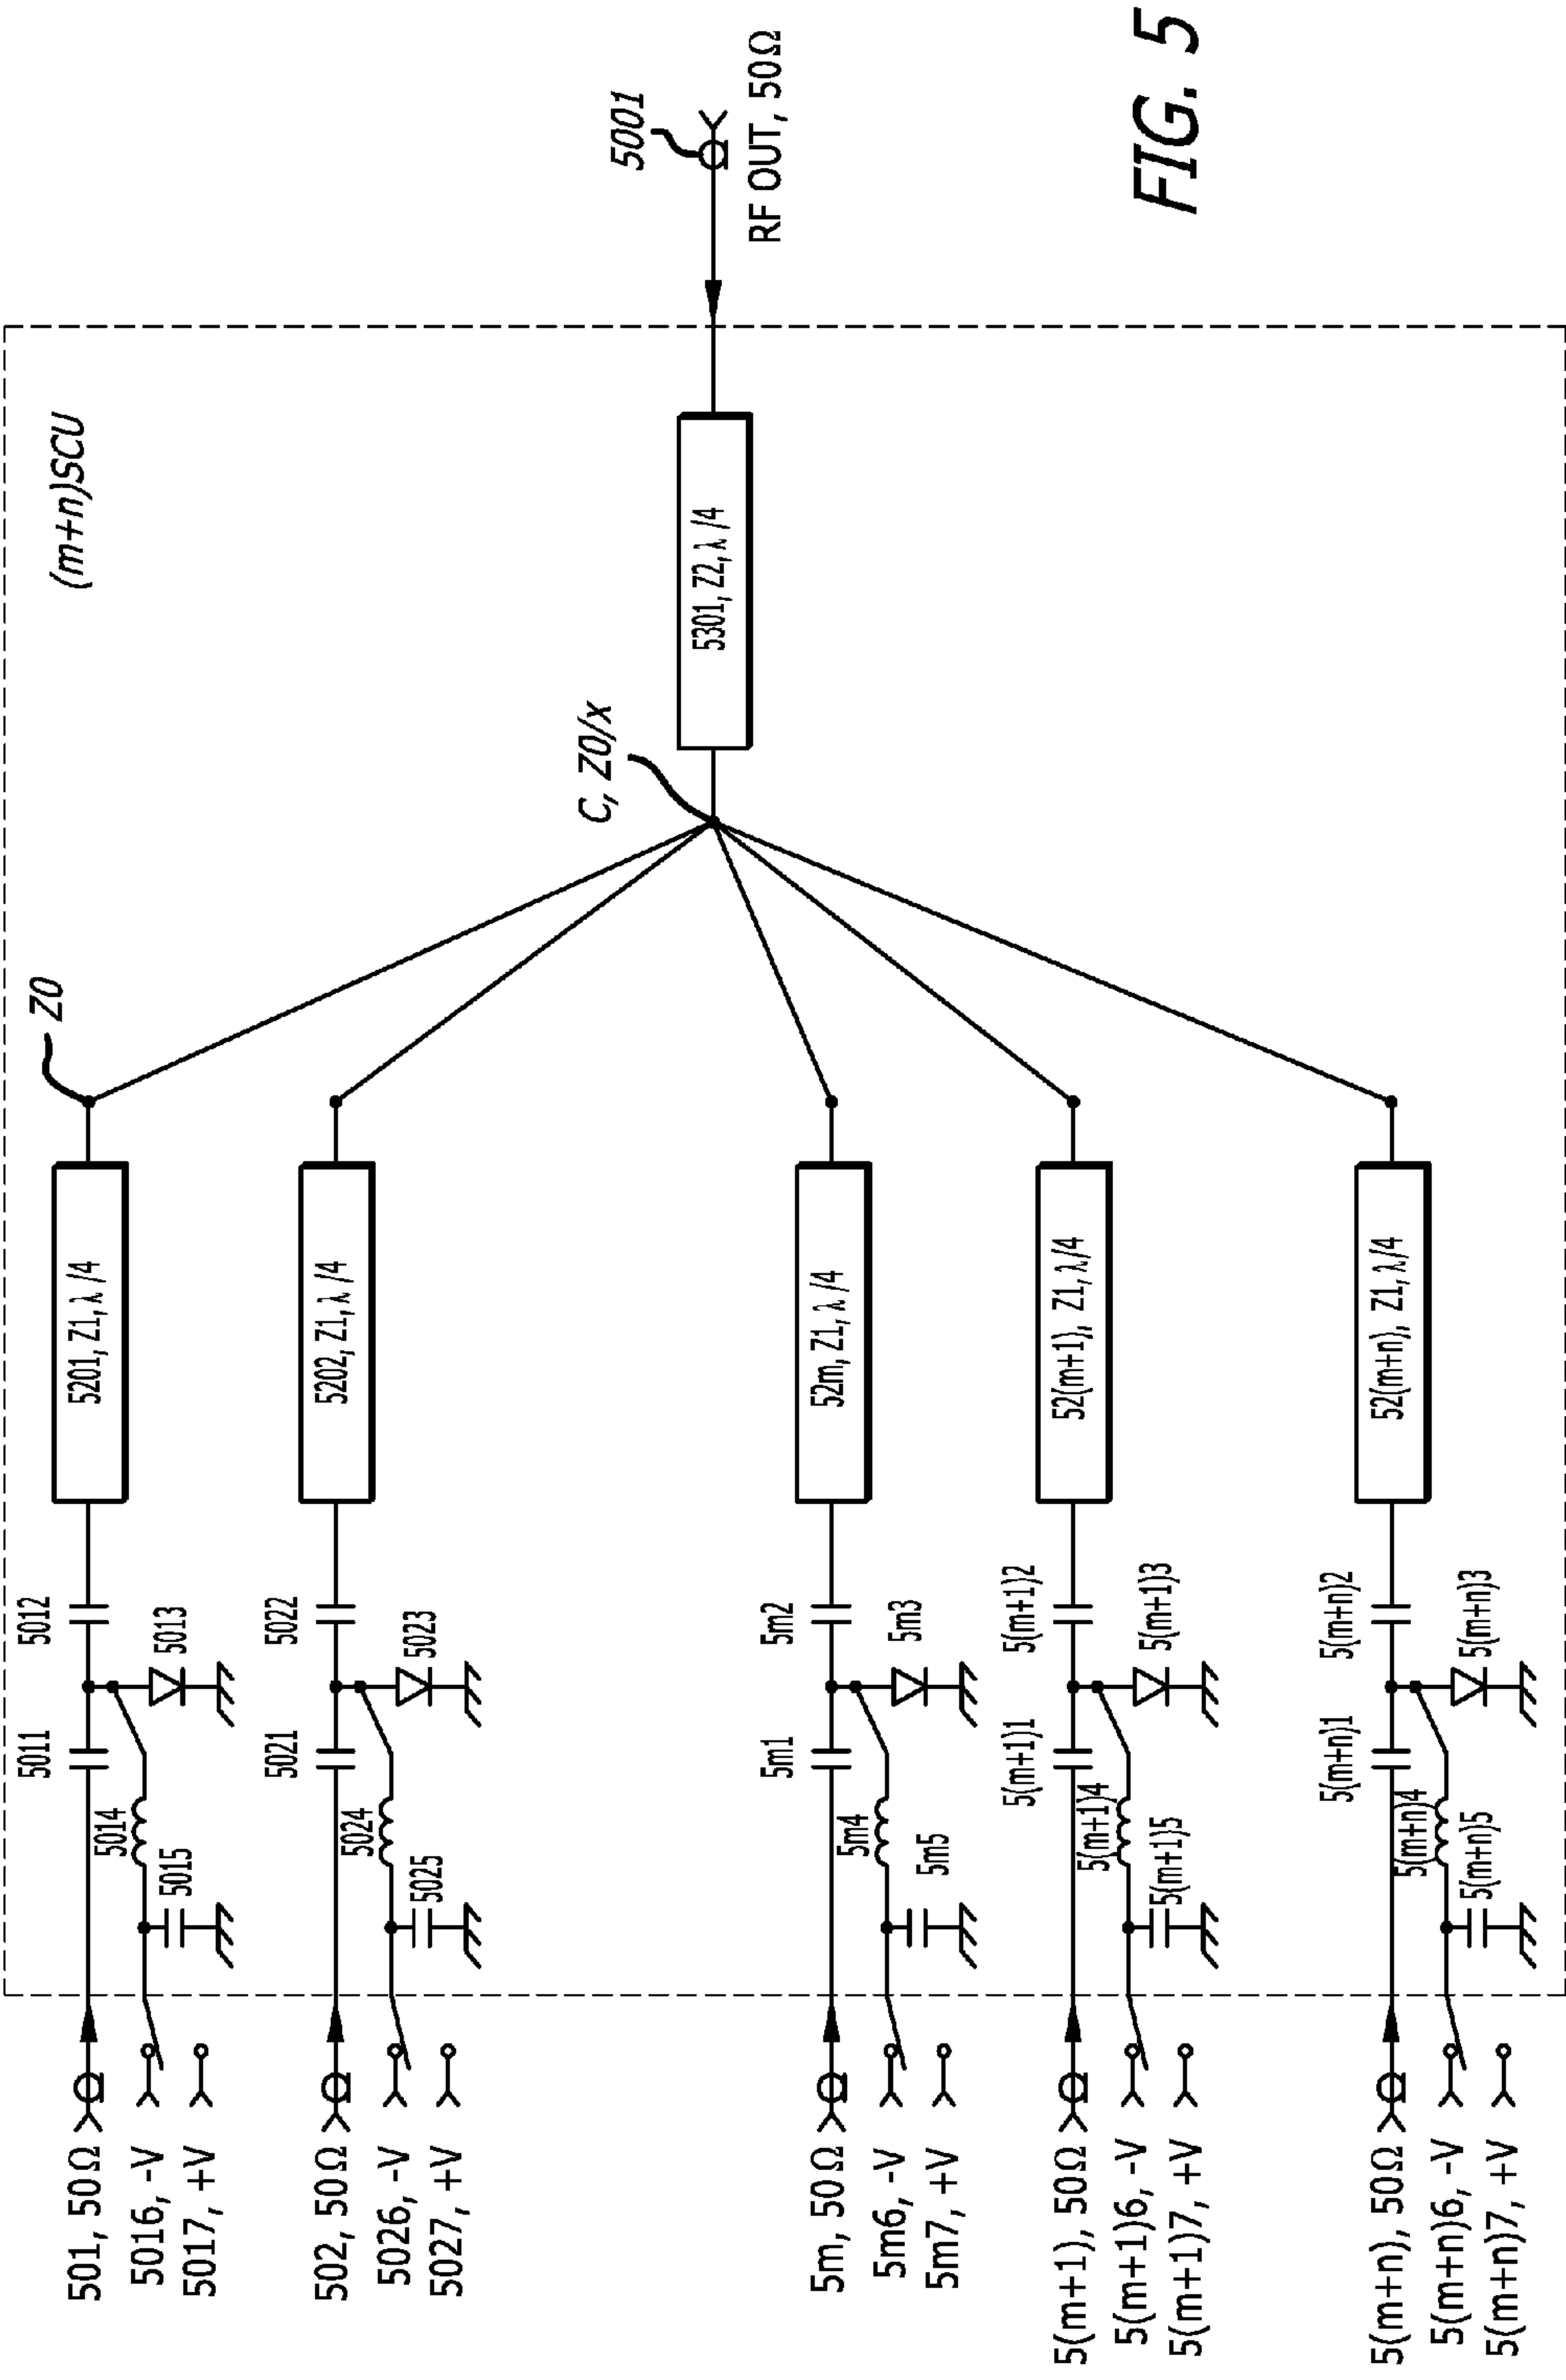 (m+n)SCU
501, 50Ω
5016, -V
5017, +V
5011
5012
5013
5014
5015
5201, Z1, λ /4
Z0
502, 50Ω
5026, -V
5027, +V
5021
5022
5023
5024
5025
5202, Z1, λ /4
C, Z0/x
5301, Z2, λ /4
5001
RF OUT, 50Ω
5m, 50Ω
5m6, -V
5m7, +V
5m1
5m2
5m3
5m4
5m5
52m, Z1, λ /4
5(m+1), 50Ω
5(m+1)6, -V
5(m+1)7, +V
5(m+1)1
5(m+1)2
5(m+1)3
5(m+1)4
5(m+1)5
52(m+1), Z1, λ/4
5(m+n), 50Ω
5(m+n)6, -V
5(m+n)7, +V
5(m+n)1
5(m+n)2
5(m+n)3
5(m+n)4
5(m+n)5
52(m+n), Z1, λ/4
FIG. 5